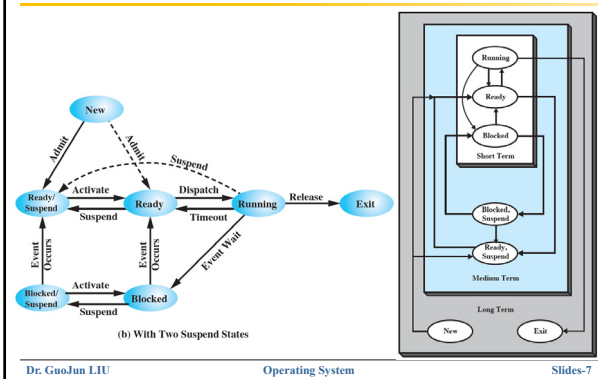 New
Admit
Admit
Suspend
Ready/
Suspend
Activate
Suspend
Ready
Dispatch
Timeout
Running
Release
Exit
Event
Occurs
Event
Occurs
Event Wait
Blocked/
Suspend
Activate
Suspend
Blocked
(b) With Two Suspend States
Running
Ready
Blocked
Short Term
Blocked,
Suspend
Ready,
Suspend
Medium Term
Long Term
New
Exit
Dr. GuoJun LIU
Operating System
Slides-7